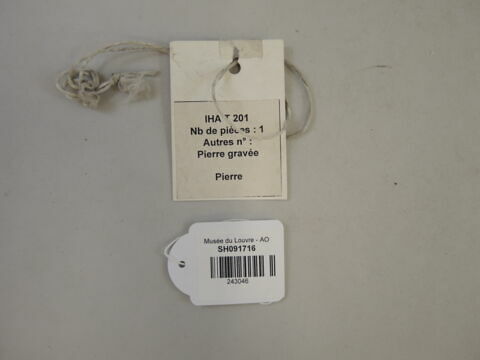 IHA T 201
Nb de pièces : 1
Autres n° :
Pierre gravée
Pierre
Musée du Louvre - AO
SH091716
243046